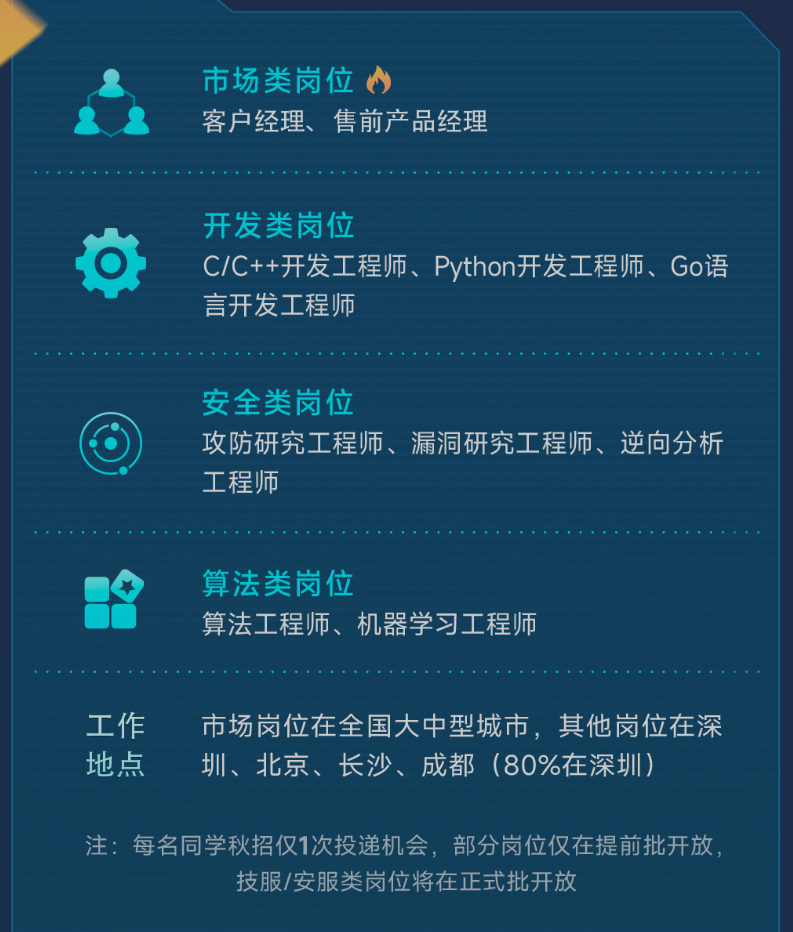 市场类岗位
客户经理、售前产品经理
开发类岗位
C/C++开发工程师、Python开发工程师、Go语
言开发工程师
安全类岗位
攻防研究工程师、漏洞研究工程师、逆向分析
工程师
算法类岗位
算法工程师、机器学习工程师
工作
地点
市场岗位在全国大中型城市，其他岗位在深
圳、北京、长沙、成都（80%在深圳）
注：每名同学秋招仅1次投递机会，部分岗位仅在提前批开放，
技服/安服类岗位将在正式批开放